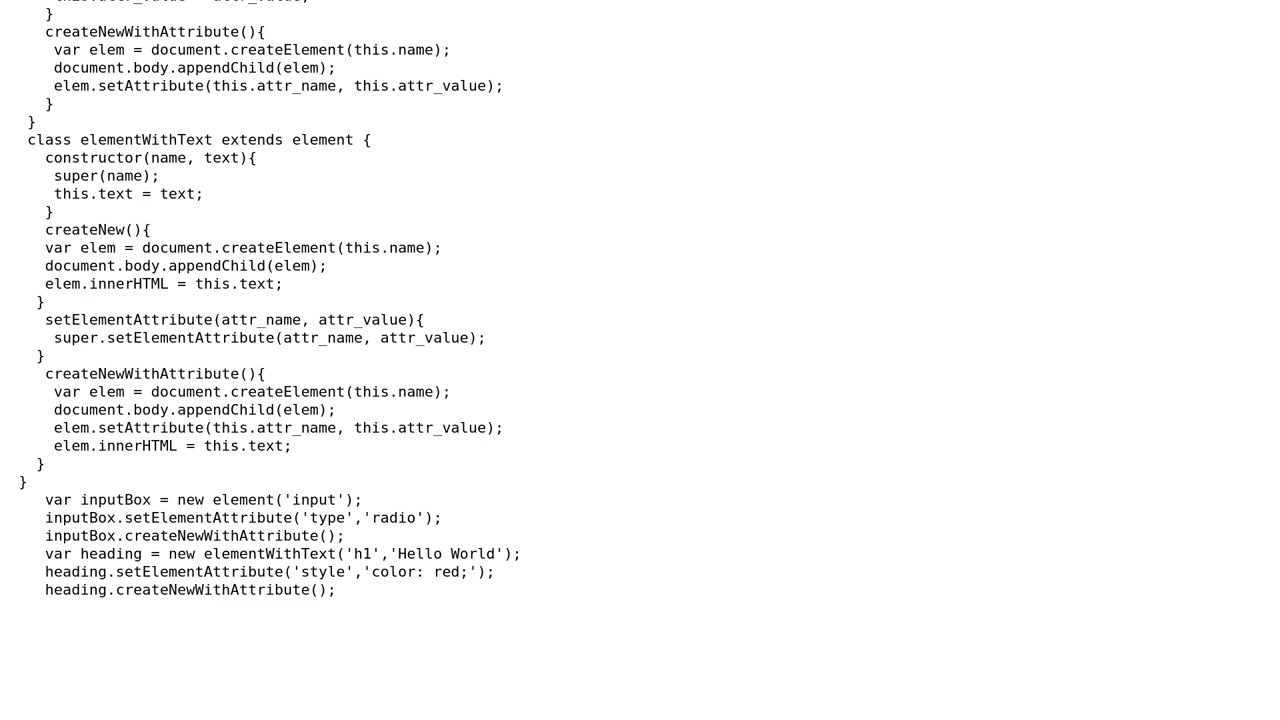 }
createNewWithAttribute(){
var elem = document.createElement(this.name);
document.body.appendChild(elem);
elem.setAttribute(this.attr_name, this.attr_value);
}
}
class elementWithText extends element {
constructor(name, text){
super(name);
this.text = text;
}
createNew(){
var elem = document.createElement(this.name);
document.body.appendChild(elem);
elem.innerHTML = this.text;
}
setElementAttribute(attr_name, attr_value){
super.setElementAttribute(attr_name, attr_value);
}
createNewWithAttribute(){
var elem = document.createElement(this.name);
document.body.appendChild(elem);
elem.setAttribute(this.attr_name, this.attr_value);
elem.innerHTML = this.text;
}
}
var inputBox = new element('input');
inputBox.setElementAttribute('type','radio');
inputBox.createNewWithAttribute();
var heading = new elementWithText('h1','Hello World');
heading.setElementAttribute('style','color: red;');
heading.createNewWithAttribute();